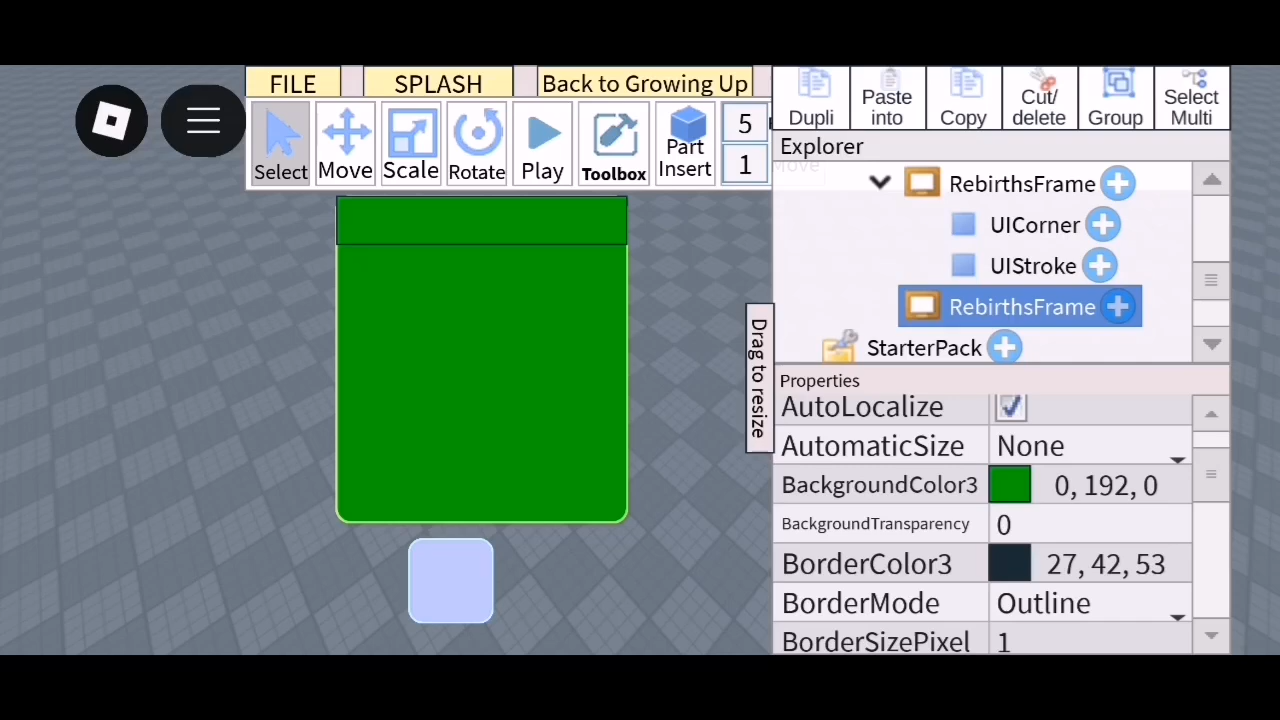 FILE
SPLASH
Back to Growing Up
Select
Move
Scale
Rotate
Play
Toolbox
Part
Insert
5
1
Move
Dupli
Paste
into
Copy
Cut/
delete
Group
Select
Multi
Explorer
RebirthsFrame
UICorner
UIStroke
RebirthsFrame
StarterPack
Drag to resize
Properties
AutoLocalize
AutomaticSize None
BackgroundColor3 0, 192, 0
BackgroundTransparency 0
BorderColor3 27, 42, 53
BorderMode Outline
BorderSizePixel 1